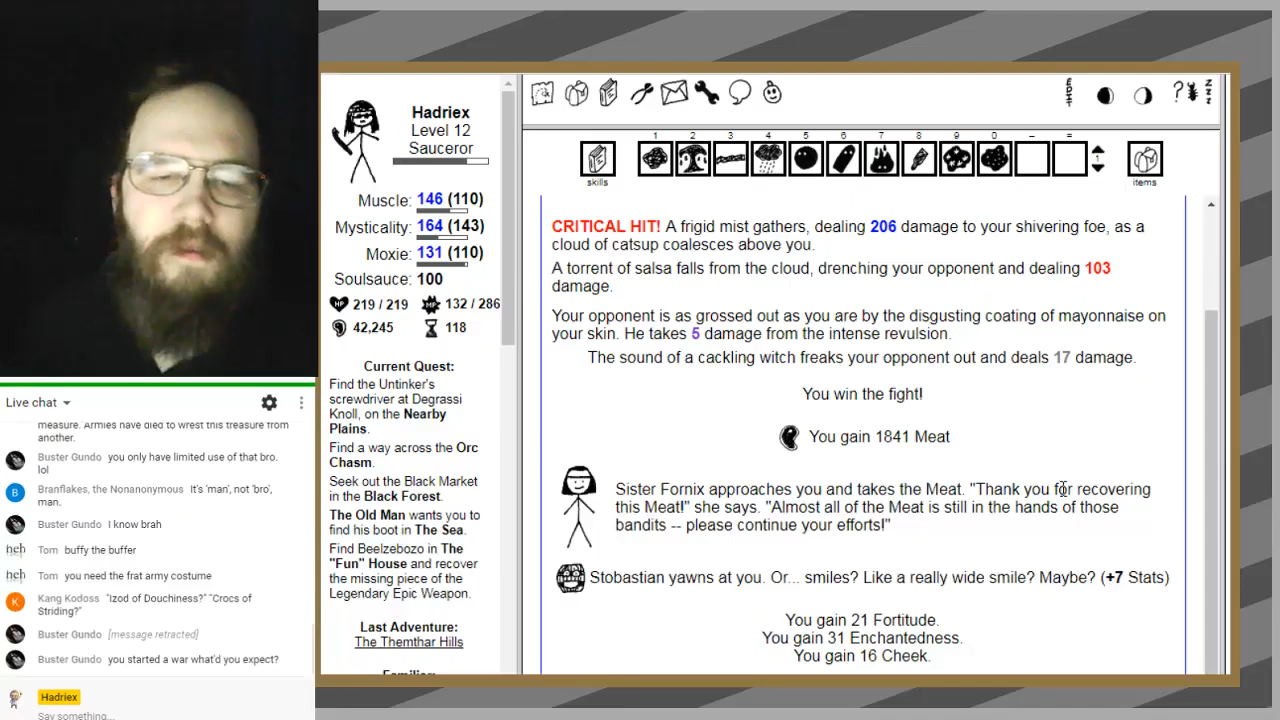 Live chat
measure. Armies have died to wrest this treasure from
another.
Buster Gundo you only have limited use of that bro.
lol
B Branflakes, the Nonanonymous It's 'man', not 'bro',
man.
Buster Gundo I know brah
heh Tom buffy the buffer
heh Tom you need the frat army costume
K Kang Kodoss "Izod of Douchiness?" "Crocs of
Striding?"
Buster Gundo [message retracted]
Buster Gundo you started a war what'd you expect?
Hadriex
Say something...
Hadriex
Level 12
Sauceror
Muscle: 146 (110)
Mysticality: 164 (143)
Moxie: 131 (110)
Soulsauce: 100
HP 219 / 219 MP 132 / 286
42,245 118
Current Quest:
Find the Untinker's
screwdriver at Degrassi
Knoll, on the Nearby
Plains.
Find a way across the Orc
Chasm.
Seek out the Black Market
in the Black Forest.
The Old Man wants you to
find his boot in The Sea.
Find Beelzebozo in The
"Fun" House and recover
the missing piece of the
Legendary Epic Weapon.
Last Adventure:
The Themthar Hills
EDIT
? ZZZ
1 2 3 4 5 6 7 8 9 0 - =
1
skills items
CRITICAL HIT! A frigid mist gathers, dealing 206 damage to your shivering foe, as a
cloud of catsup coalesces above you.
A torrent of salsa falls from the cloud, drenching your opponent and dealing 103
damage.
Your opponent is as grossed out as you are by the disgusting coating of mayonnaise on
your skin. He takes 5 damage from the intense revulsion.
The sound of a cackling witch freaks your opponent out and deals 17 damage.
You win the fight!
You gain 1841 Meat
Sister Fornix approaches you and takes the Meat. "Thank you for recovering
this Meat!" she says. "Almost all of the Meat is still in the hands of those
bandits -- please continue your efforts!"
Stobastian yawns at you. Or... smiles? Like a really wide smile? Maybe? (+7 Stats)
You gain 21 Fortitude.
You gain 31 Enchantedness.
You gain 16 Cheek.